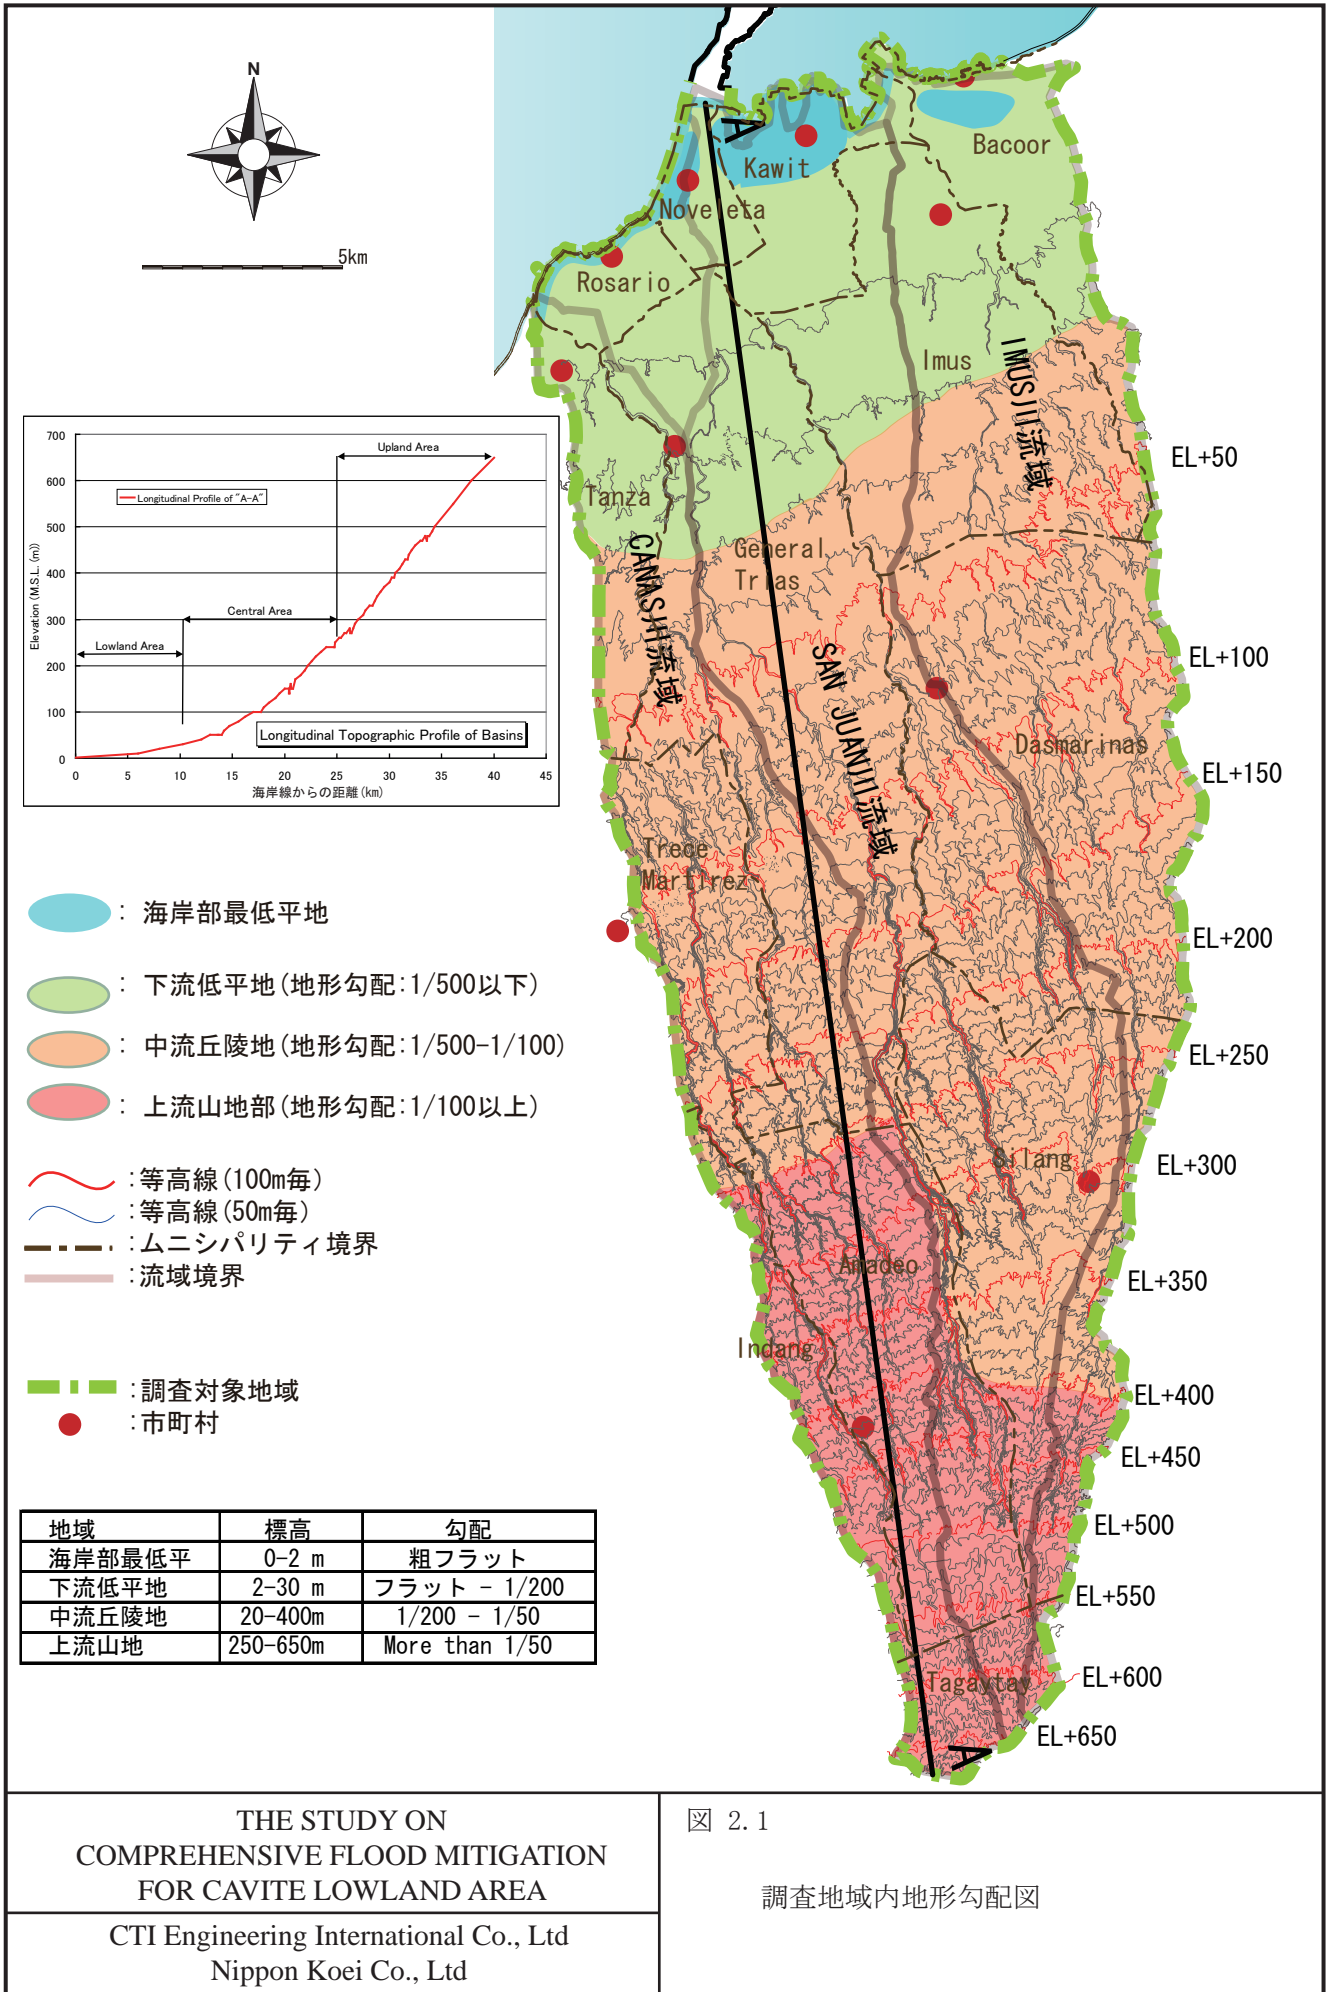 N
5km
A
Kawit
Bacoor
Noveleta
Rosario
Imus
IMUS川流域
Tanza
CANAS川流域
General
Trias
SAN JUAN川流域
Dasmarinas
Trece
Martirez
Silang
Amadeo
Indang
Tagaytay
A
EL+50
EL+100
EL+150
EL+200
EL+250
EL+300
EL+350
EL+400
EL+450
EL+500
EL+550
EL+600
EL+650
700
600
500
400
300
200
100
0
Elevation (M.S.L. (m))
Upland Area
Longitudinal Profile of "A-A"
Central Area
Lowland Area
Longitudinal Topographic Profile of Basins
0 5 10 15 20 25 30 35 40 45
海岸線からの距離(km)
: 海岸部最低平地
: 下流低平地(地形勾配:1/500以下)
: 中流丘陵地(地形勾配:1/500-1/100)
: 上流山地部(地形勾配:1/100以上)
:等高線(100m毎)
:等高線(50m毎)
:ムニシパリティ境界
:流域境界
:調査対象地域
:市町村
地域 標高 勾配
海岸部最低平 0-2 m 粗フラット
下流低平地 2-30 m フラット - 1/200
中流丘陵地 20-400m 1/200 - 1/50
上流山地 250-650m More than 1/50
THE STUDY ON
COMPREHENSIVE FLOOD MITIGATION
FOR CAVITE LOWLAND AREA
CTI Engineering International Co., Ltd
Nippon Koei Co., Ltd
図 2.1
調査地域内地形勾配図